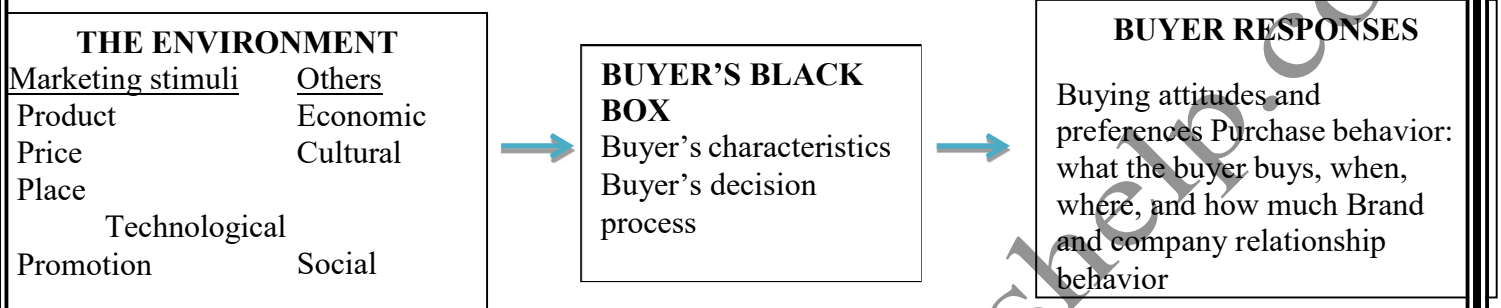 THE ENVIRONMENT
Marketing stimuli Others
Product Economic
Price Cultural
Place
Technological
Promotion Social
BUYER’S BLACK
BOX
Buyer’s characteristics
Buyer’s decision
process
BUYER RESPONSES
Buying attitudes and
preferences Purchase behavior:
what the buyer buys, when,
where, and how much Brand
and company relationship
behavior